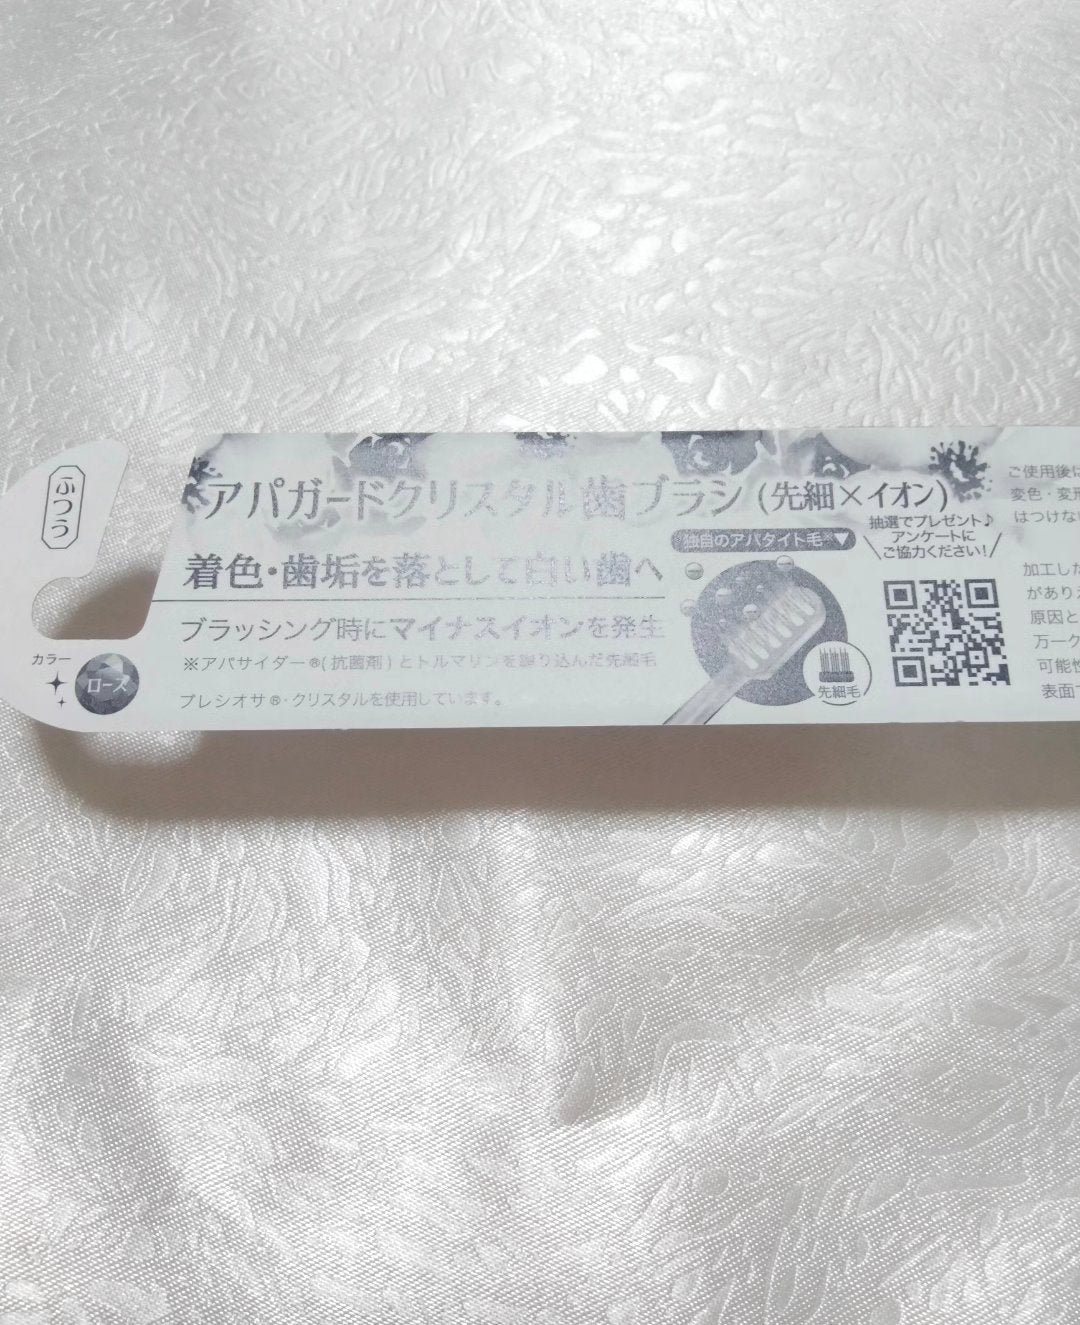 ふつう
アパガードクリスタル歯ブラシ(先細×イオン)
着色・歯垢を落として白い歯へ
ブラッシング時にマイナスイオンを発生
※アパサイダー®(抗菌剤)とトルマリンを練り込んだ先細毛
プレシオサ®・クリスタルを使用しています。
カラー
ローズ
独自のアパタイト毛※▼
先細毛
抽選でプレゼント♪
アンケートに
ご協力ください!
ご使用後は
変色・変形
はつけない
加工した
がありえ
原因と
万一ク
可能性
表面